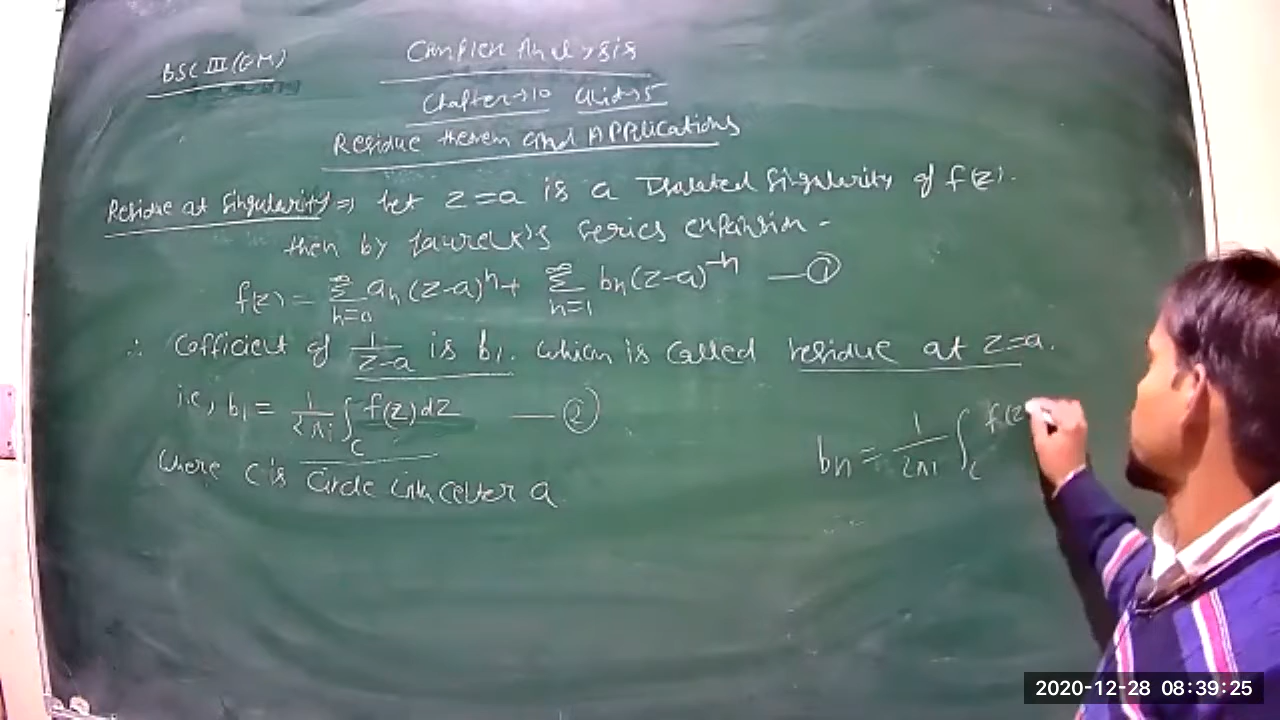 BSC III (GM)
Complex Analysis
Chapter→10 Unit→5
Residue theorem and Applications
Residue at Singularity ⇒ let z=a is a Isolated Singularity of f(z).
then by Laurent's series expansion -
f(z) = ∞∑n=0 an(z-a)^n + ∞∑n=1 bn(z-a)^-n —①
∴ Cofficient of 1/(z-a) is b1. which is called residue at z=a.
i.e, b1 = 1/2πi ∫c f(z)dz —②
bn = 1/2πi ∫c f(z
where C is Circle with center a
2020-12-28 08:39:25